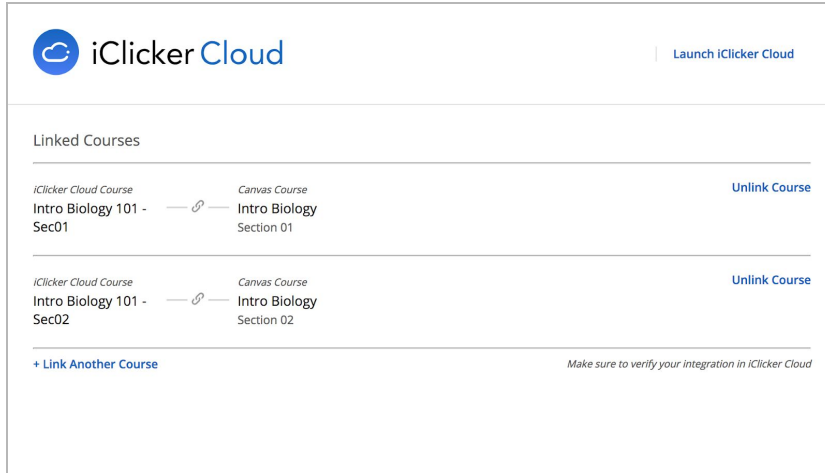 iClicker Cloud
Launch iClicker Cloud
Linked Courses
iClicker Cloud Course
Intro Biology 101 -
Sec01
Canvas Course
Intro Biology
Section 01
Unlink Course
iClicker Cloud Course
Intro Biology 101 -
Sec02
Canvas Course
Intro Biology
Section 02
Unlink Course
+ Link Another Course
Make sure to verify your integration in iClicker Cloud